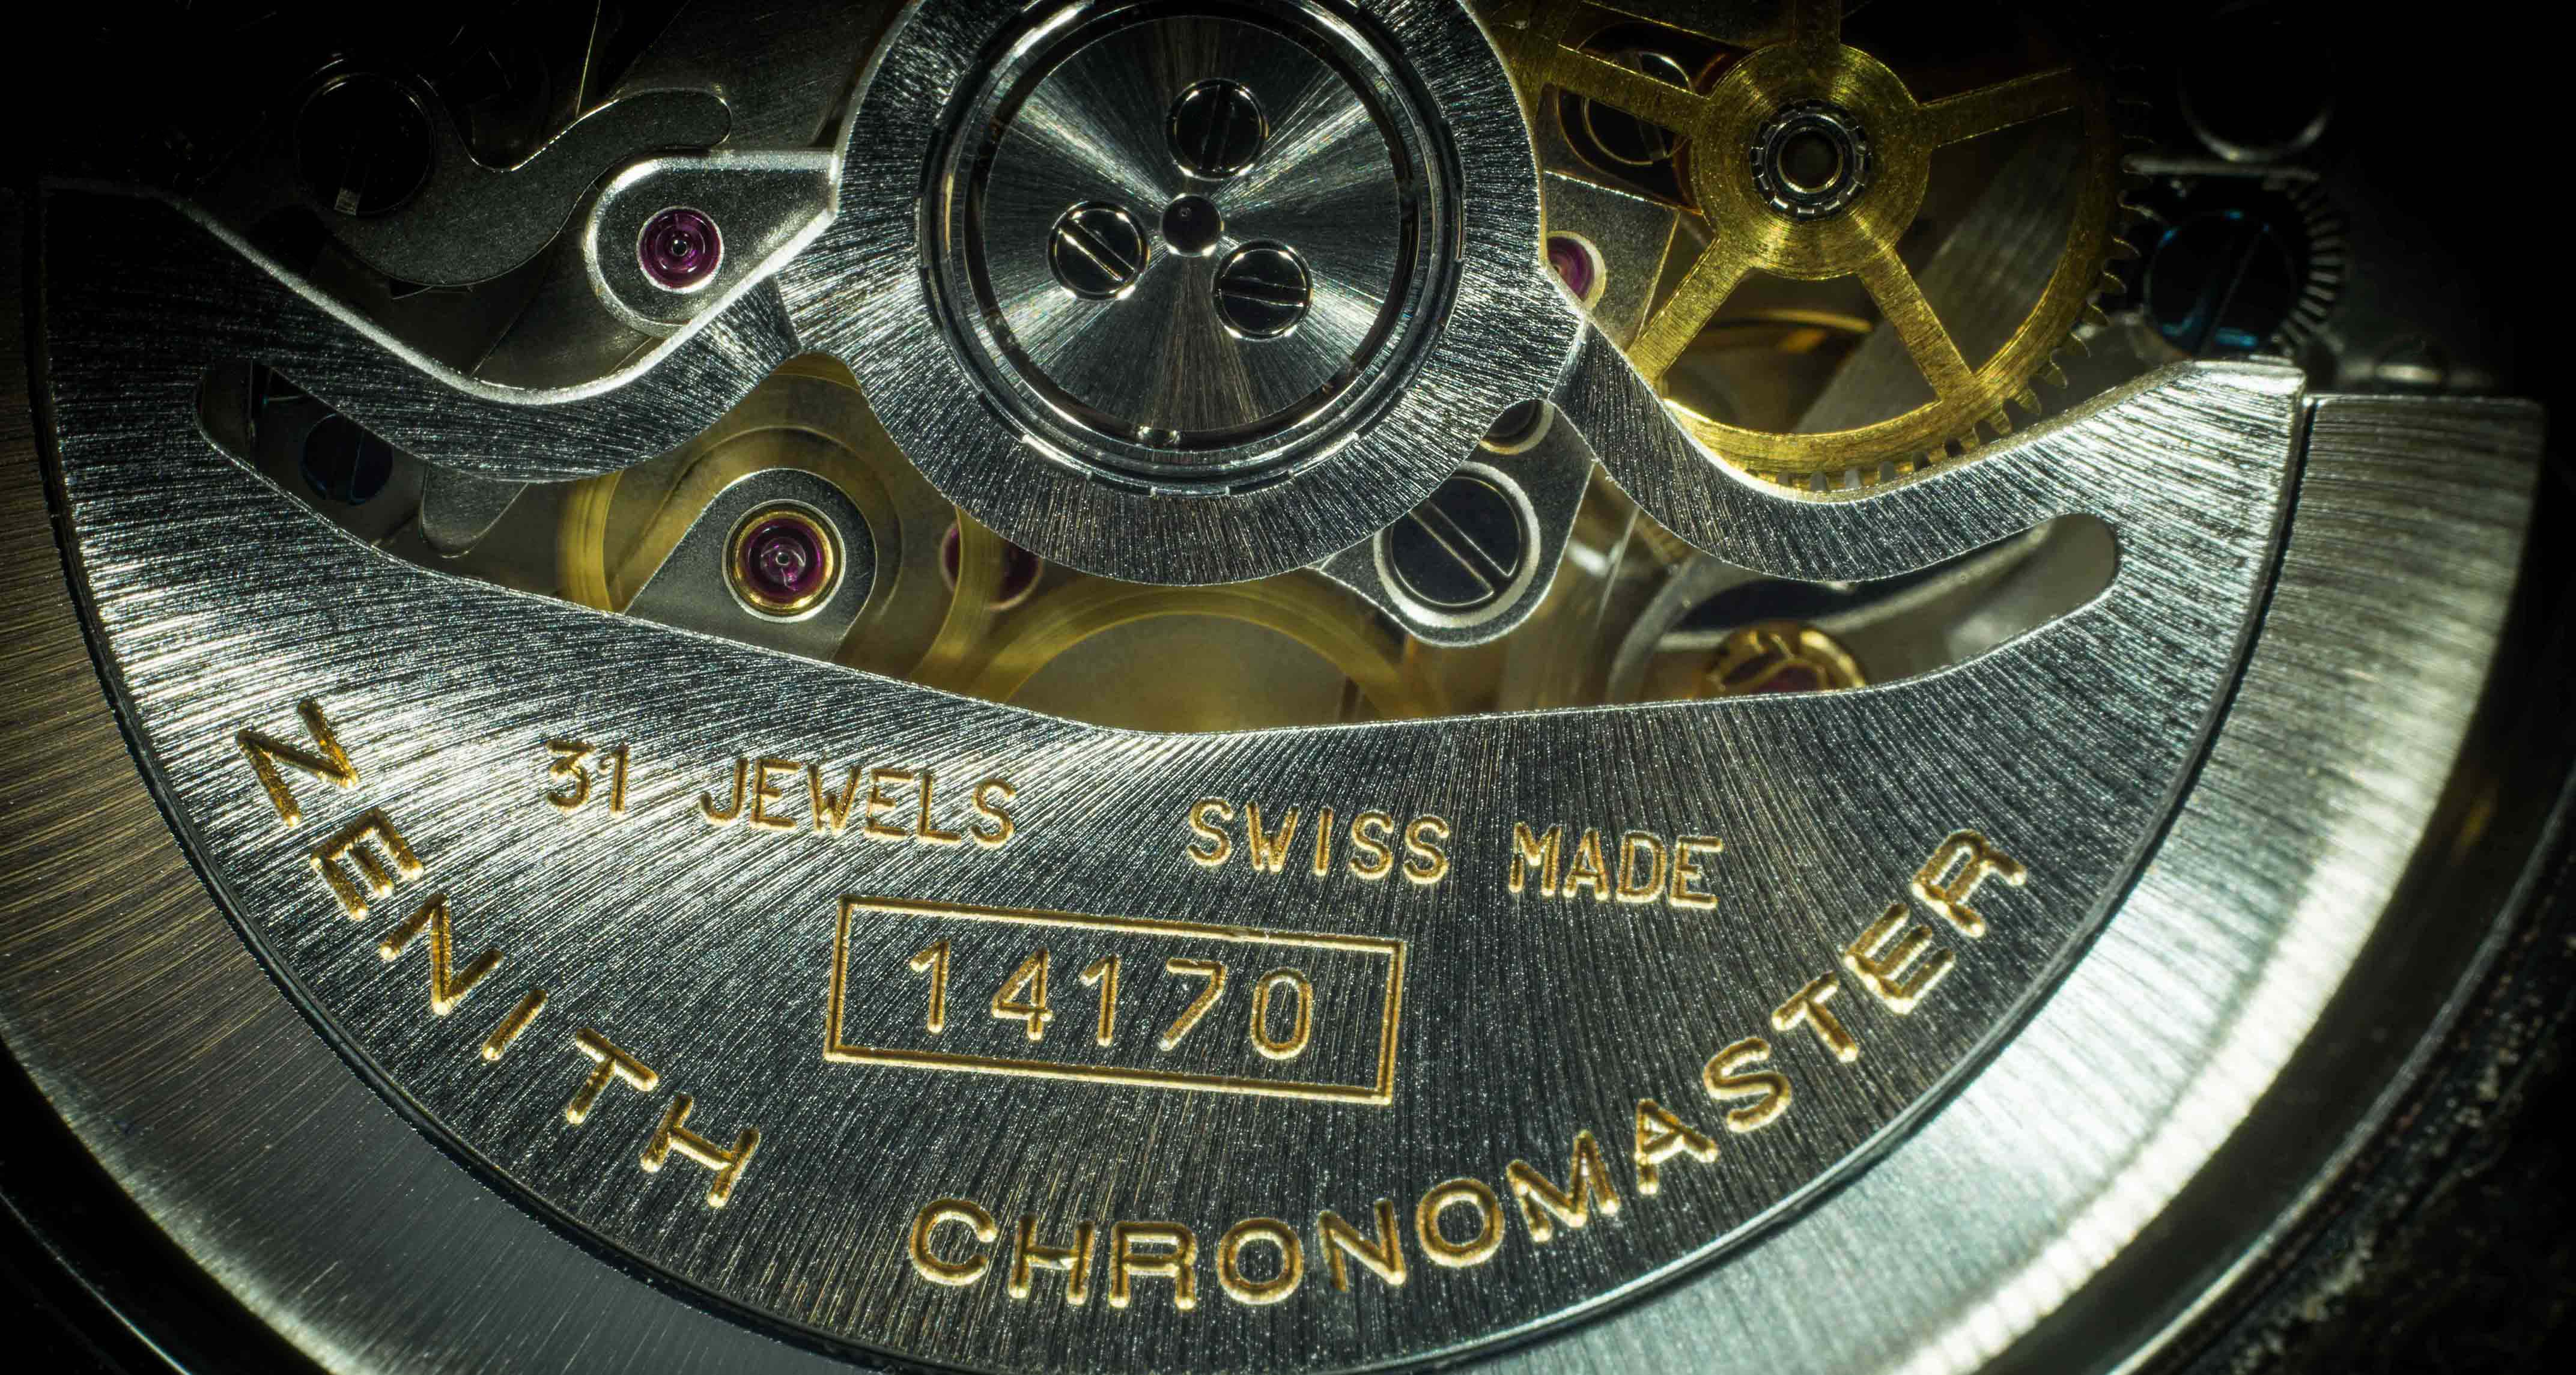 31 JEWELS SWISS MADE
14170
ZENITH CHRONOMASTER